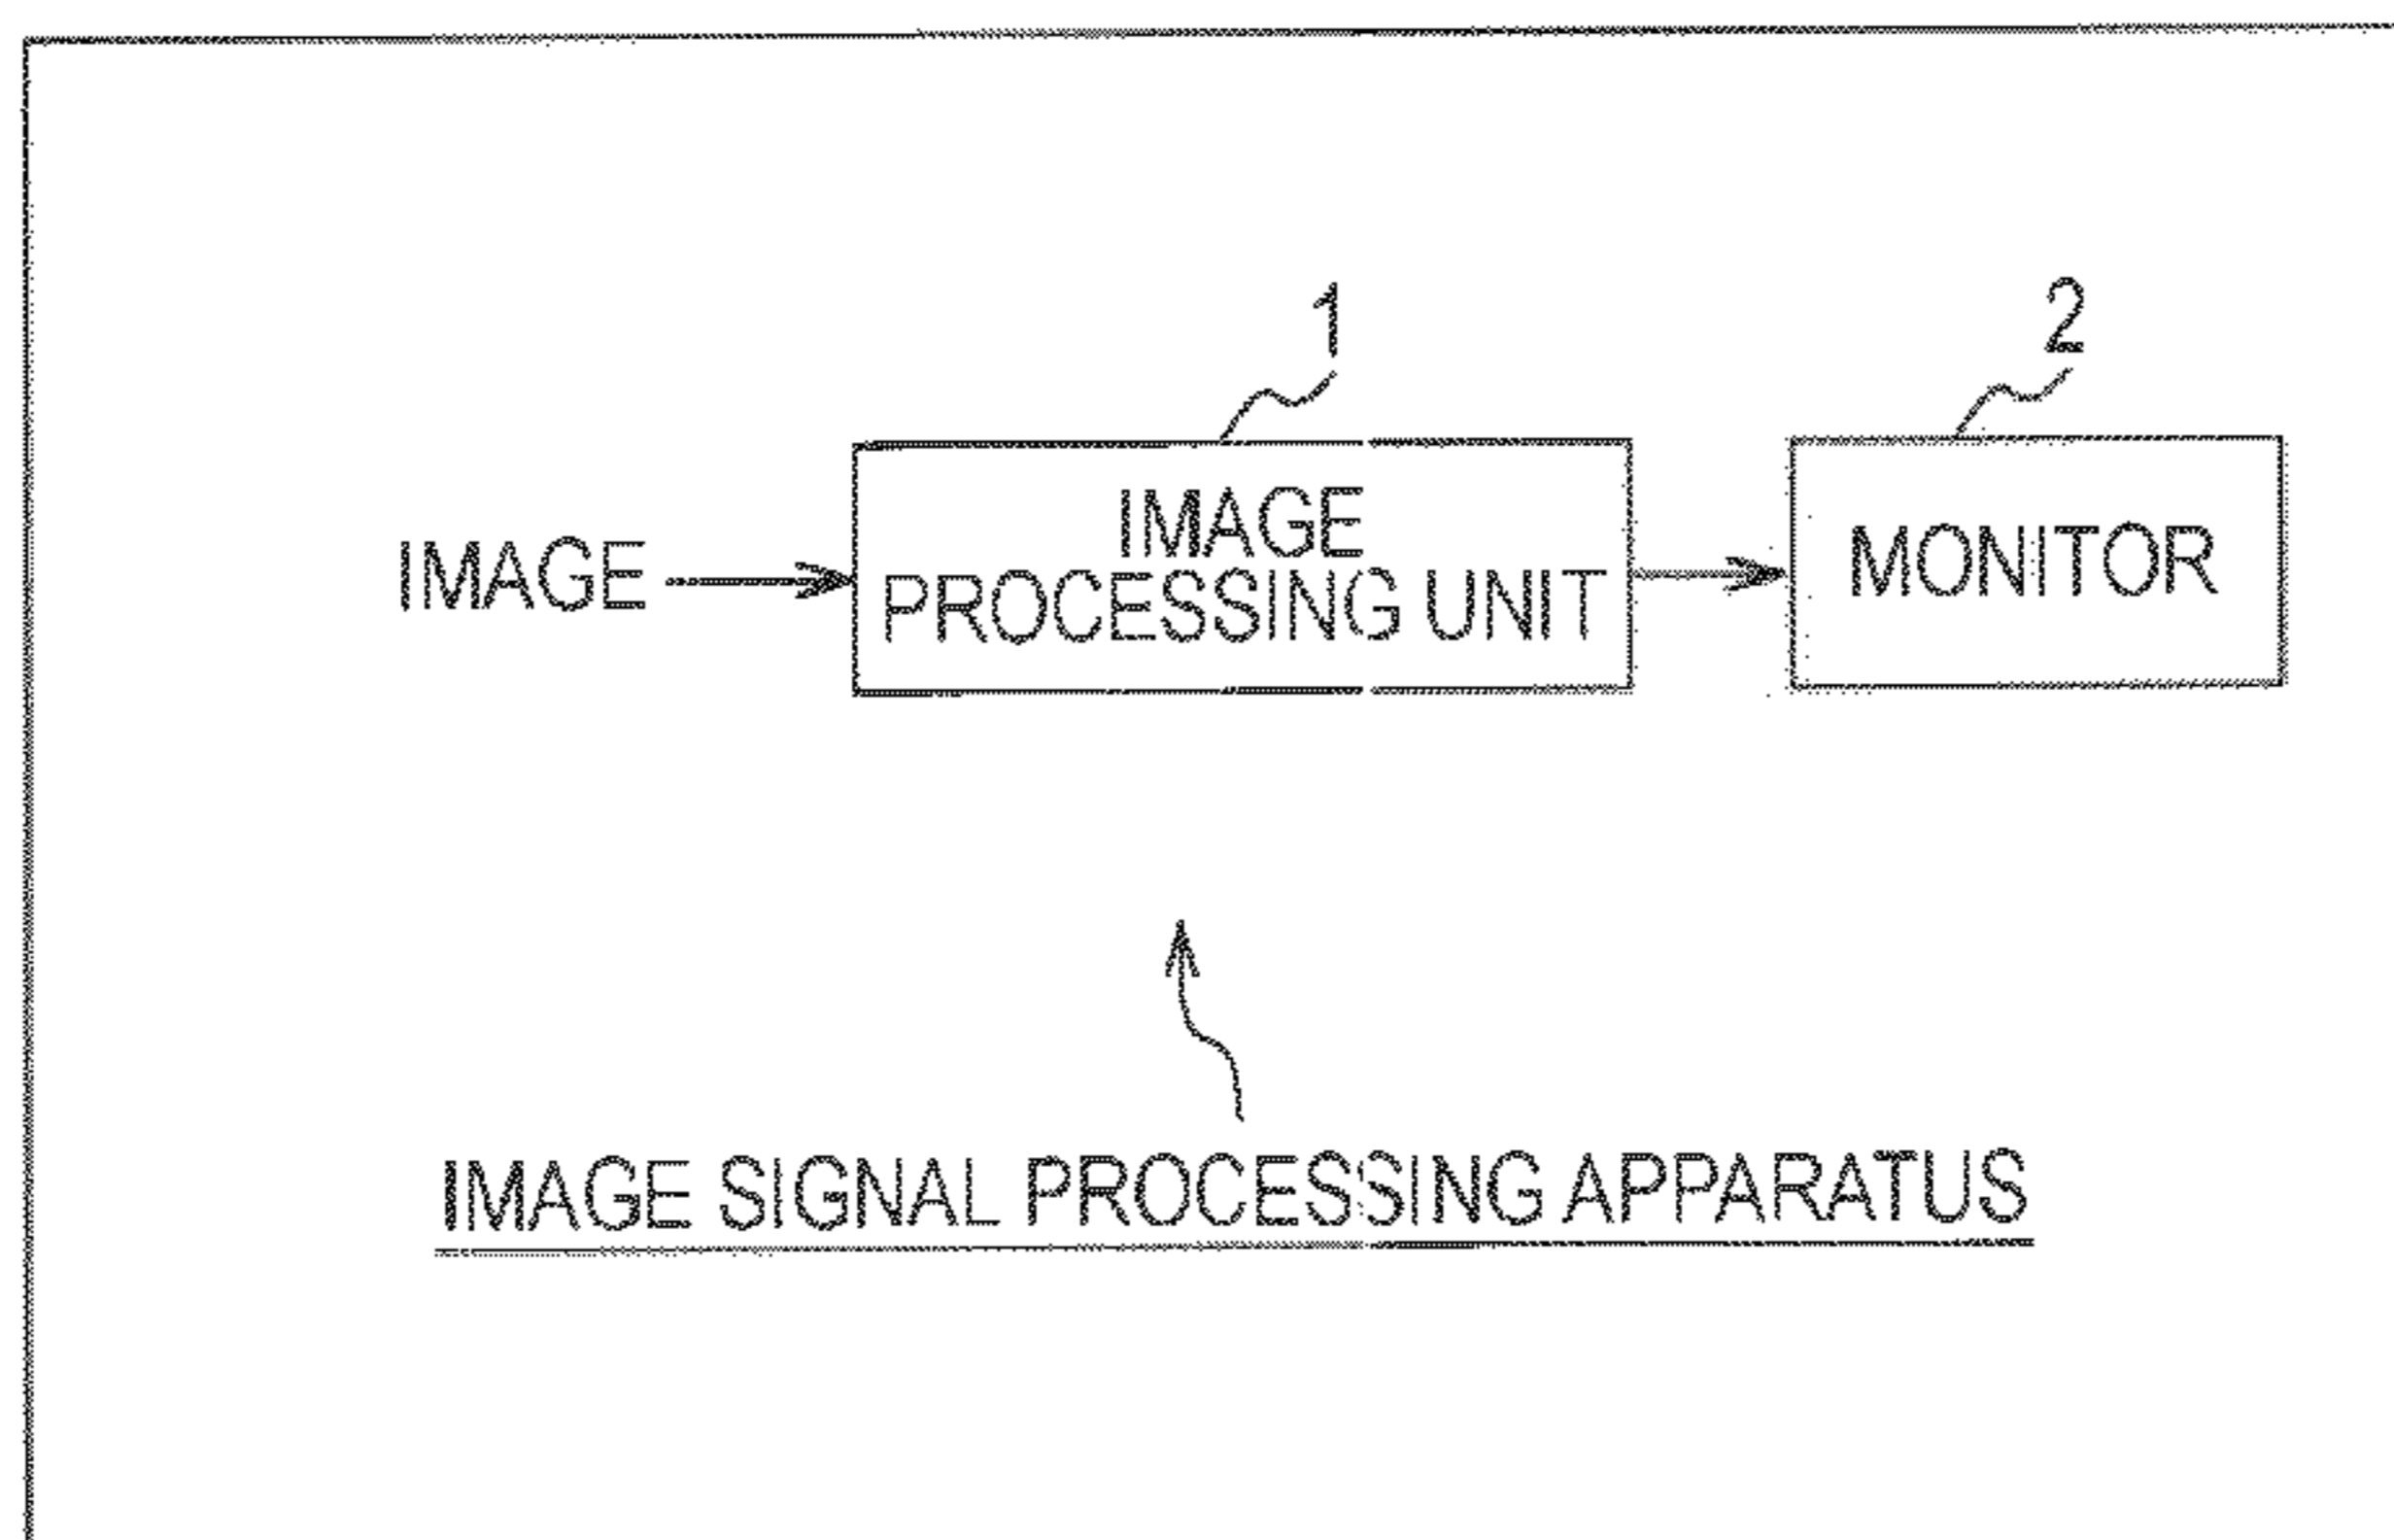 1
2
IMAGE
IMAGE
PROCESSING UNIT
MONITOR
IMAGE SIGNAL PROCESSING APPARATUS